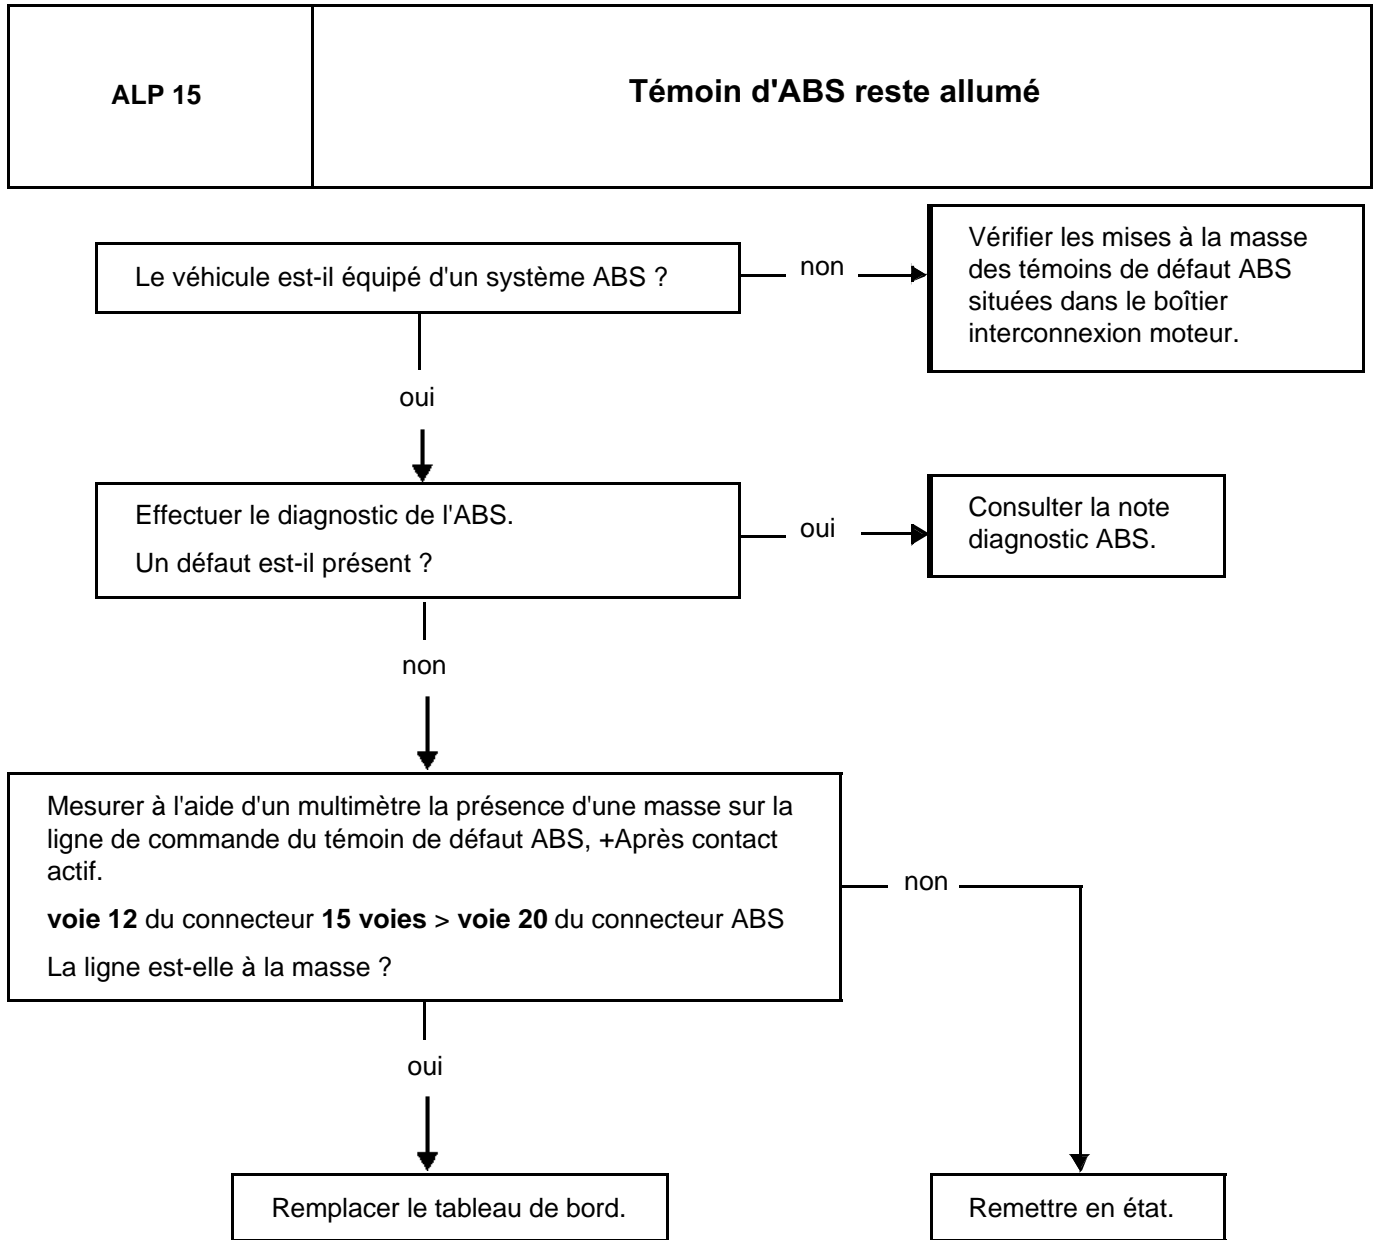 ALP 15
Témoin d'ABS reste allumé
Le véhicule est-il équipé d'un système ABS ?
non
Vérifier les mises à la masse
des témoins de défaut ABS
situées dans le boîtier
interconnexion moteur.
oui
Effectuer le diagnostic de l'ABS.
Un défaut est-il présent ?
oui
Consulter la note
diagnostic ABS.
non
Mesurer à l'aide d'un multimètre la présence d'une masse sur la
ligne de commande du témoin de défaut ABS, +Après contact
actif.
voie 12 du connecteur 15 voies > voie 20 du connecteur ABS
La ligne est-elle à la masse ?
non
oui
Remplacer le tableau de bord.
Remettre en état.